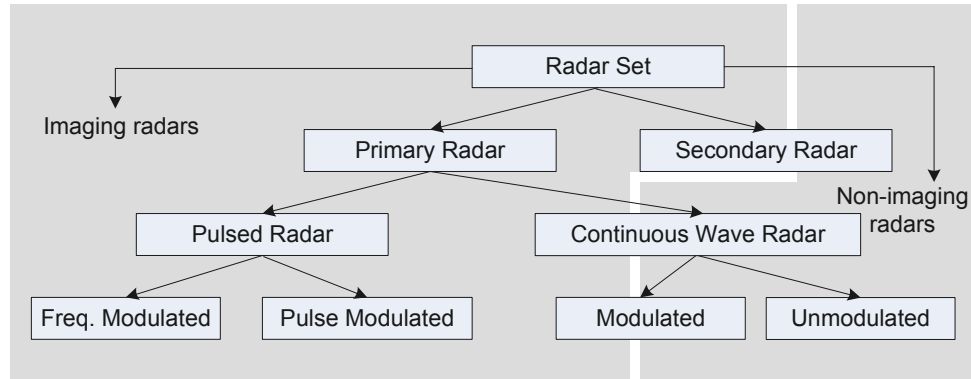 Radar Set
Imaging radars
Primary Radar
Secondary Radar
Non-imaging
radars
Pulsed Radar
Continuous Wave Radar
Freq. Modulated
Pulse Modulated
Modulated
Unmodulated